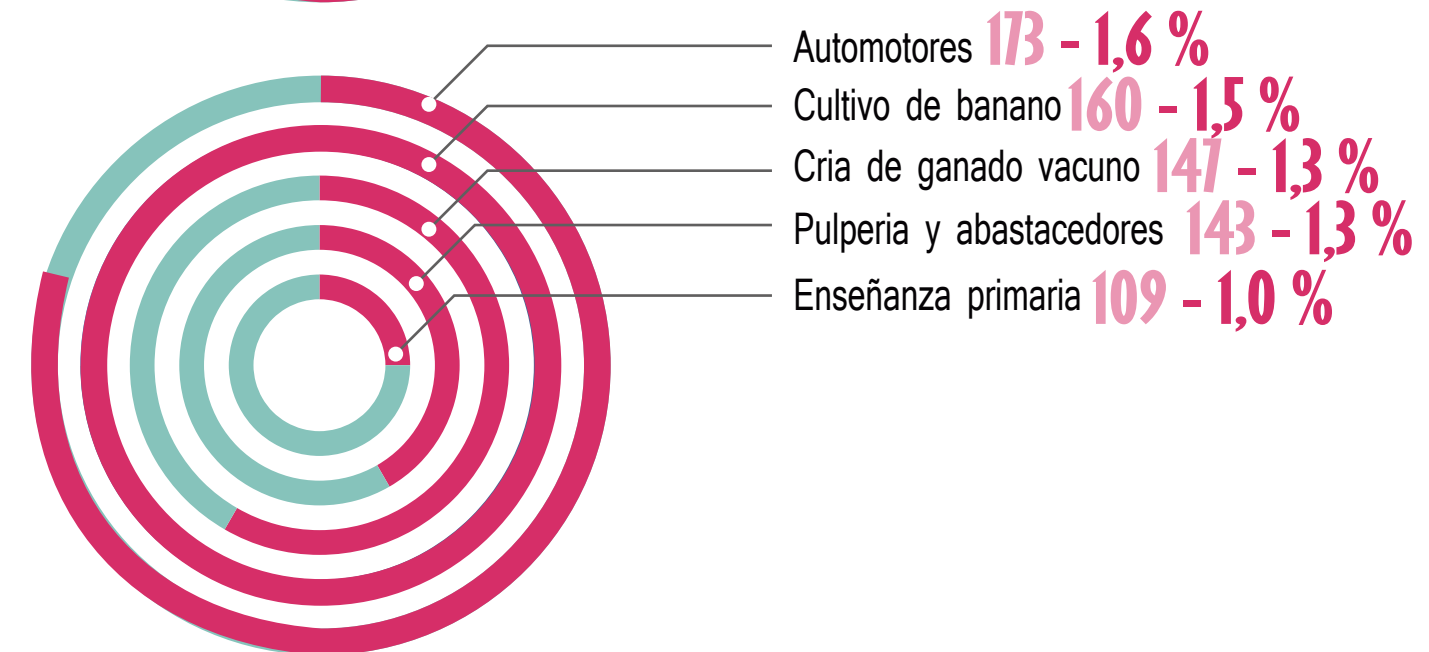 Automotores 173 – 1,6 %
Cultivo de banano 160 – 1,5 %
Cria de ganado vacuno 147 – 1,3 %
Pulperia y abastacedores 143 – 1,3 %
Enseñanza primaria 109 – 1,0 %